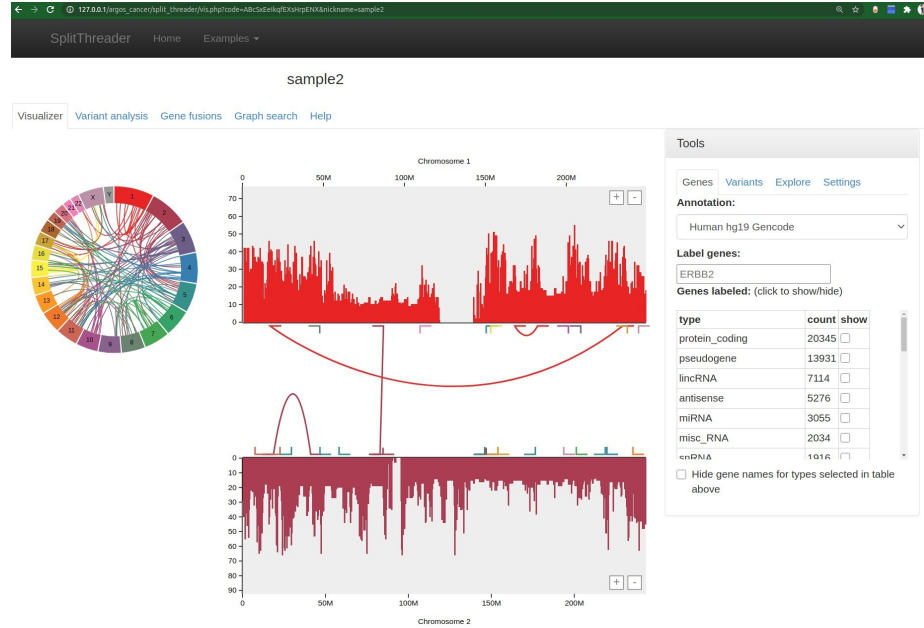 127.0.0.1/argos_cancer/split_threader/vis.php?code=ABcSxEeikqfEXsHrpENX&nickname=sample2
SplitThreader Home Examples
sample2
Visualizer Variant analysis Gene fusions Graph search Help
Tools
Genes Variants Explore Settings
Annotation:
Human hg19 Gencode
Label genes:
ERBB2
Genes labeled: (click to show/hide)
type count show
protein_coding 20345
pseudogene 13931
lincRNA 7114
antisense 5276
miRNA 3055
misc_RNA 2034
snRNA 1916
Hide gene names for types selected in table
above
X Y 1 2 3 4 5 6 7 8 9 10 11 12 13 14 15 16 17 18 19 20 21 22
Chromosome 1
0 50M 100M 150M 200M
+ -
70
60
50
40
30
20
10
0
0
10
20
30
40
50
60
70
80
90
+ -
0 50M 100M 150M 200M
Chromosome 2